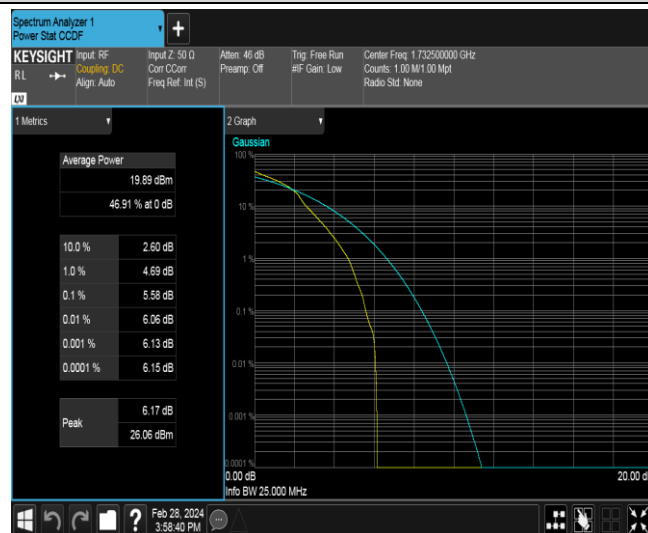 Spectrum Analyzer 1
Power Stat CCDF
KEYSIGHT
RL
LXI
Input: RF
Coupling: DC
Align: Auto
Input Z: 50 Ω
Corr CCorr
Freq Ref: Int (S)
Atten: 46 dB
Preamp: Off
Trig: Free Run
#IF Gain: Low
Center Freq: 1.732500000 GHz
Counts: 1.00 M/1.00 Mpt
Radio Std: None
1 Metrics
Average Power
19.89 dBm
46.91 % at 0 dB
10.0 % 2.60 dB
1.0 % 4.69 dB
0.1 % 5.58 dB
0.01 % 6.06 dB
0.001 % 6.13 dB
0.0001 % 6.15 dB
Peak 6.17 dB
26.06 dBm
2 Graph
Gaussian
100 %
10 %
1 %
0.1 %
0.01 %
0.001 %
0.0001 %
0.00 dB 20.00 d
Info BW 25.000 MHz
Feb 28, 2024
3:58:40 PM